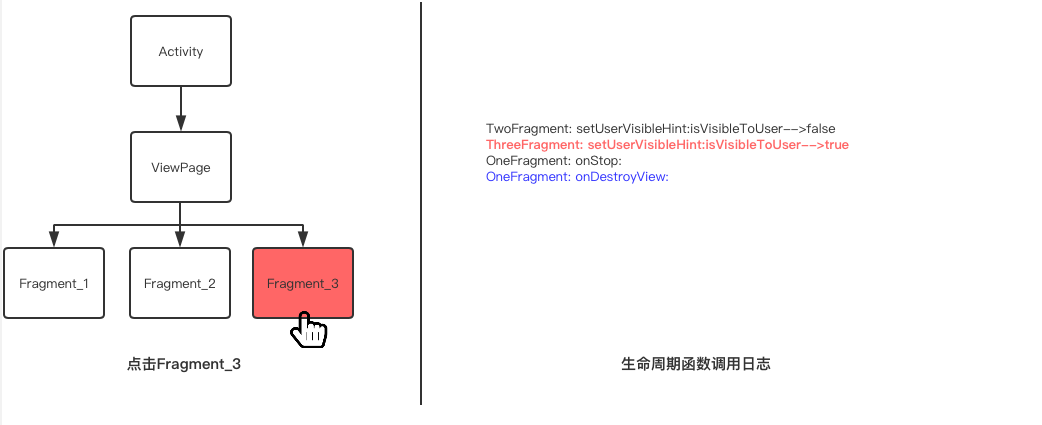 Activity
ViewPage
Fragment_1
Fragment_2
Fragment_3
点击Fragment_3
TwoFragment: setUserVisibleHint:isVisibleToUser-->false
ThreeFragment: setUserVisibleHint:isVisibleToUser-->true
OneFragment: onStop:
OneFragment: onDestroyView:
生命周期函数调用日志